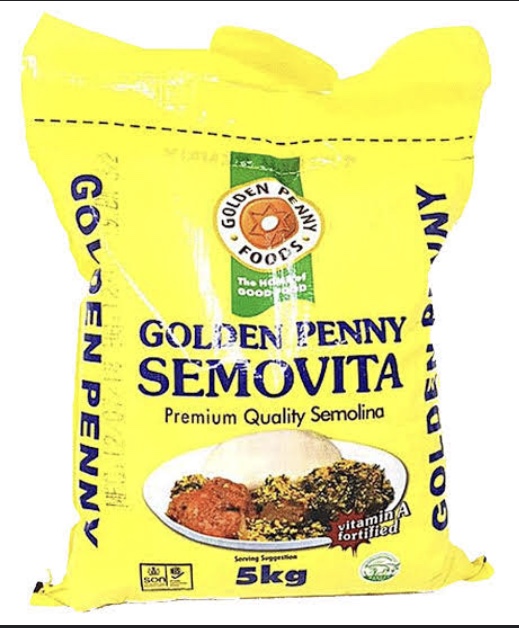 GOLDEN PENNY
FOODS
The HOME of
GOOD FOOD
GOLDEN PENNY
GOLDEN PENNY
GOLDEN PENNY
SEMOVITA
Premium Quality Semolina
vitamin A
fortified
Serving Suggestion
5kg
son